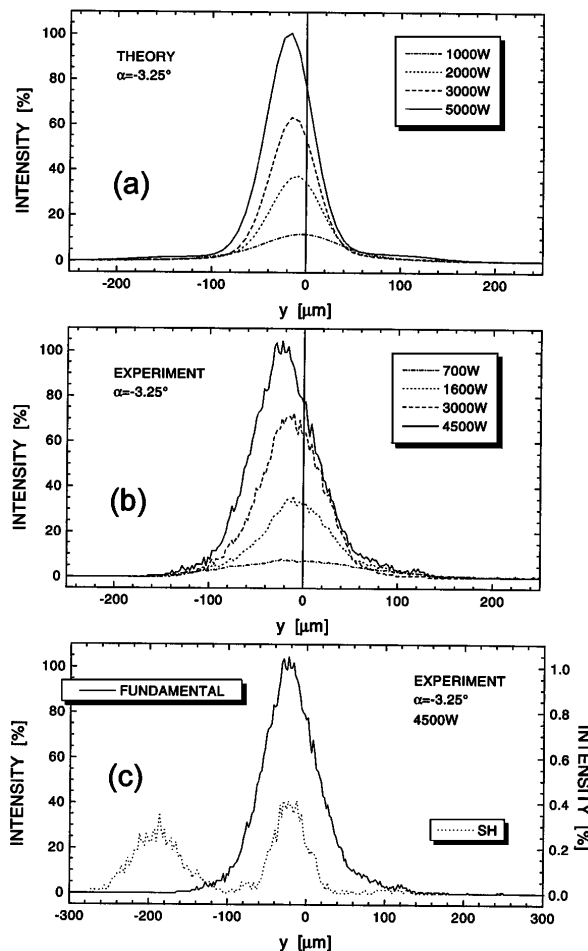 THEORY
α=-3.25°
1000W
2000W
3000W
5000W
(a)
INTENSITY [%]
100
80
60
40
20
0
-200 -100 0 100 200
y [µm]
EXPERIMENT
α=-3.25°
700W
1600W
3000W
4500W
(b)
INTENSITY [%]
100
80
60
40
20
0
-200 -100 0 100 200
y [µm]
FUNDAMENTAL
EXPERIMENT
α=-3.25°
4500W
(c)
SH
INTENSITY [%]
100
80
60
40
20
0
INTENSITY [%]
1.0
0.8
0.6
0.4
0.2
0.0
-300 -200 -100 0 100 200 300
y [µm]